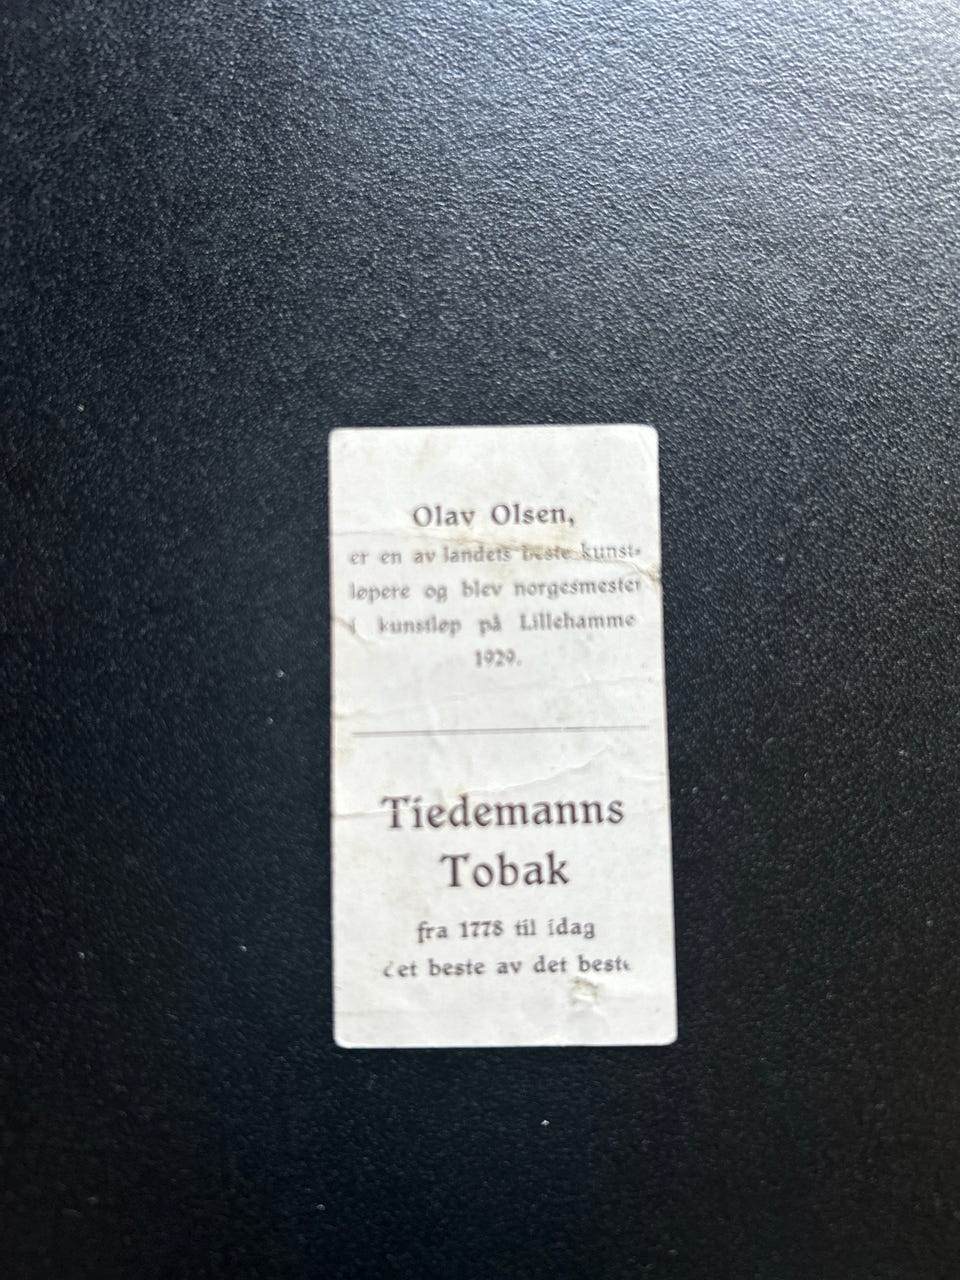 Olav Olsen,
er en av landets beste kunst-
løpere og blev norgesmester
i kunstløp på Lillehamme
1929.
Tiedemanns
Tobak
fra 1778 til idag
det beste av det beste